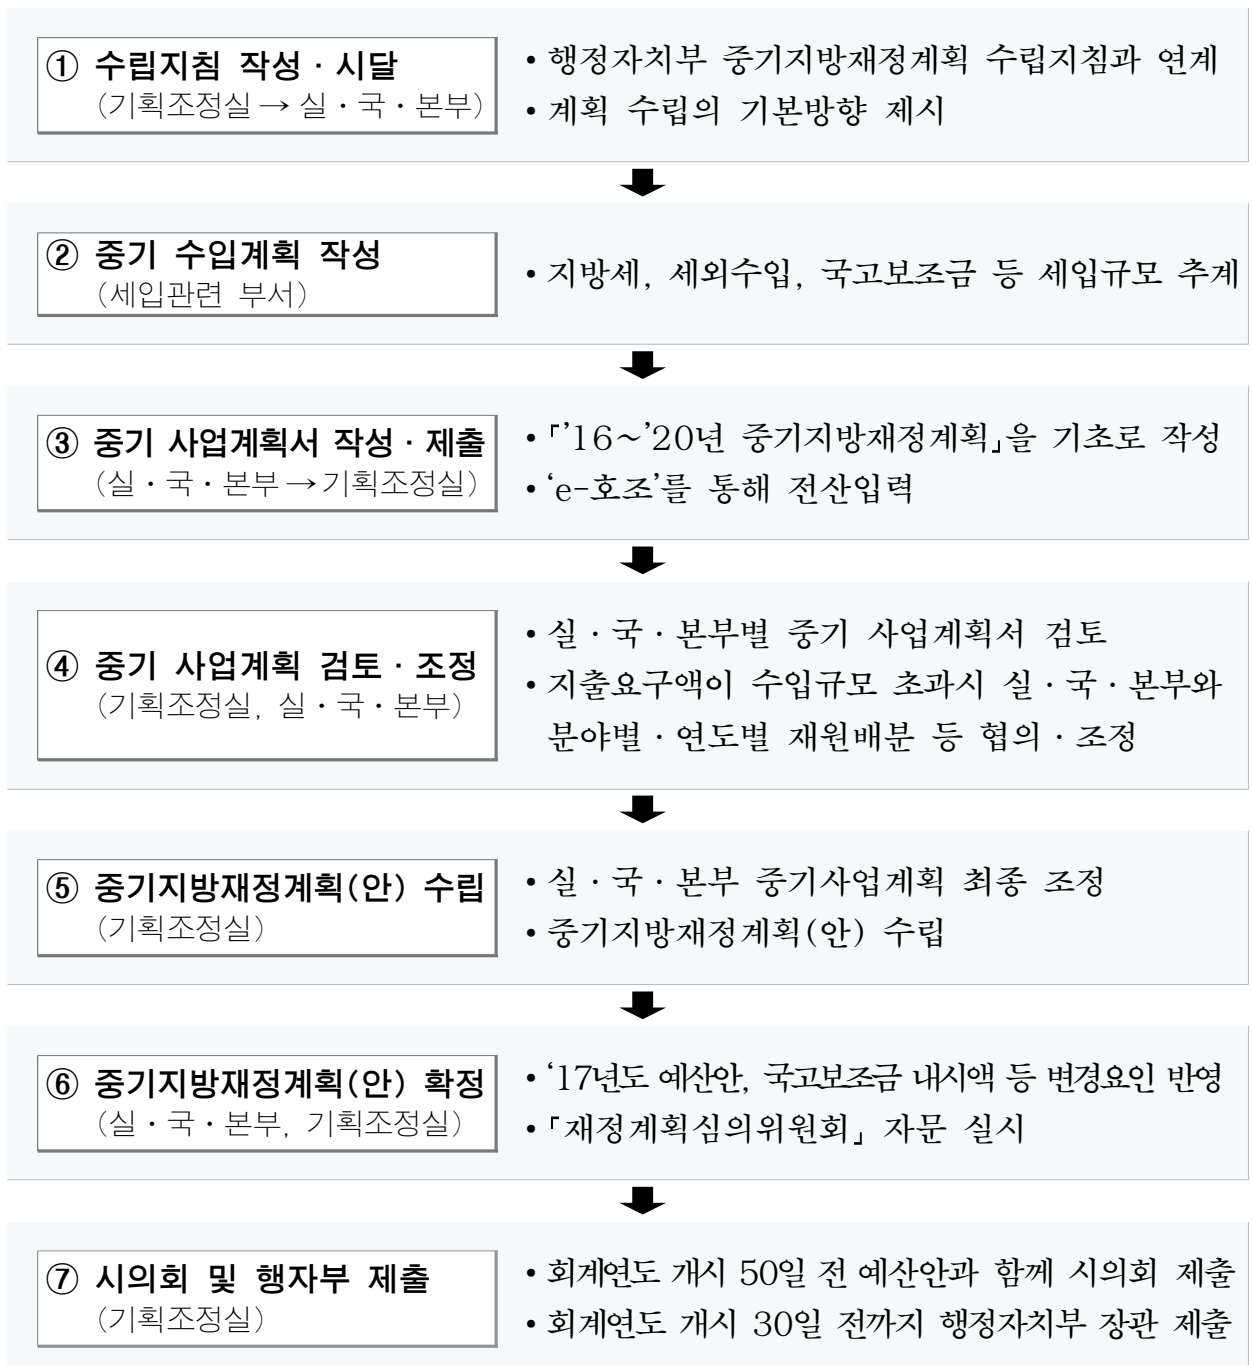 ① 수립지침 작성 · 시달
(기획조정실 → 실 · 국 · 본부)
• 행정자치부 중기지방재정계획 수립지침과 연계
• 계획 수립의 기본방향 제시
② 중기 수입계획 작성
(세입관련 부서)
• 지방세, 세외수입, 국고보조금 등 세입규모 추계
③ 중기 사업계획서 작성 · 제출
(실 · 국 · 본부 → 기획조정실)
• 「'16~'20년 중기지방재정계획」을 기초로 작성
• ‘e-호조’를 통해 전산입력
④ 중기 사업계획 검토 · 조정
(기획조정실, 실 · 국 · 본부)
• 실 · 국 · 본부별 중기 사업계획서 검토
• 지출요구액이 수입규모 초과시 실 · 국 · 본부와
분야별 · 연도별 재원배분 등 협의 · 조정
⑤ 중기지방재정계획(안) 수립
(기획조정실)
• 실 · 국 · 본부 중기사업계획 최종 조정
• 중기지방재정계획(안) 수립
⑥ 중기지방재정계획(안) 확정
(실 · 국 · 본부, 기획조정실)
• ‘17년도 예산안, 국고보조금 내시액 등 변경요인 반영
• 「재정계획심의위원회」 자문 실시
⑦ 시의회 및 행자부 제출
(기획조정실)
• 회계연도 개시 50일 전 예산안과 함께 시의회 제출
• 회계연도 개시 30일 전까지 행정자치부 장관 제출